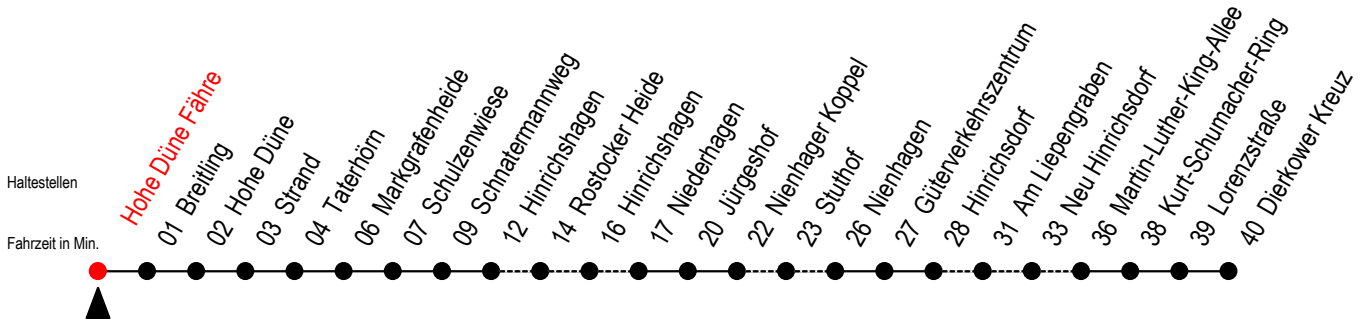 Haltestellen
Fahrzeit in Min.
Hohe Düne Fähre
01 Breitling
02 Hohe Düne
03 Strand
04 Taterhörn
06 Markgrafenheide
07 Schulzenwiese
09 Schnatermannweg
12 Hinrichshagen
14 Rostocker Heide
16 Hinrichshagen
17 Niederhagen
20 Jürgeshof
22 Nienhager Koppel
23 Stuthof
26 Nienhagen
27 Güterverkehrszentrum
28 Hinrichsdorf
31 Am Liepengraben
33 Neu Hinrichsdorf
36 Martin-Luther-King-Allee
38 Kurt-Schumacher-Ring
39 Lorenzstraße
40 Dierkower Kreuz